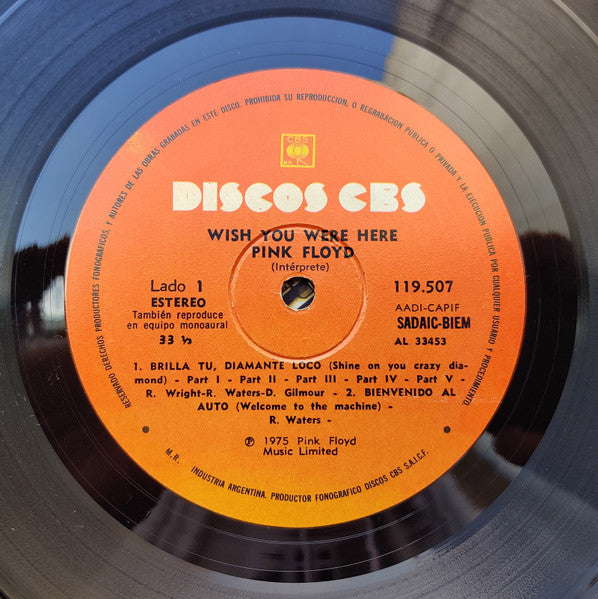 RESERVADO DERECHOS PRODUCTORES FONOGRAFICOS, Y AUTORES DE LAS OBRAS GRABADAS EN ESTE DISCO. PROHIBIDA SU REPRODUCCION, O REGRABACION PUBLICA O PRIVADA Y LA EJECUCIÓN PUBLICA POR CUALQUIER USUARIO Y PROCEDIMIENTO.
CBS
M.R.
DISCOS CBS
WISH YOU WERE HERE
PINK FLOYD
(Intérprete)
Lado 1
ESTEREO
También reproduce
en equipo monoaural
33 ⅓
119.507
AADI-CAPIF
SADAIC-BIEM
AL 33453
1. BRILLA TU, DIAMANTE LOCO (Shine on you crazy dia-
mond) - Part I - Part II - Part III - Part IV - Part V -
R. Wright-R. Waters-D. Gilmour - 2. BIENVENIDO AL
AUTO (Welcome to the machine) -
R. Waters -
℗ 1975 Pink Floyd
Music Limited
M.R. INDUSTRIA ARGENTINA. PRODUCTOR FONOGRAFICO DISCOS CBS S.A.I.C.F.